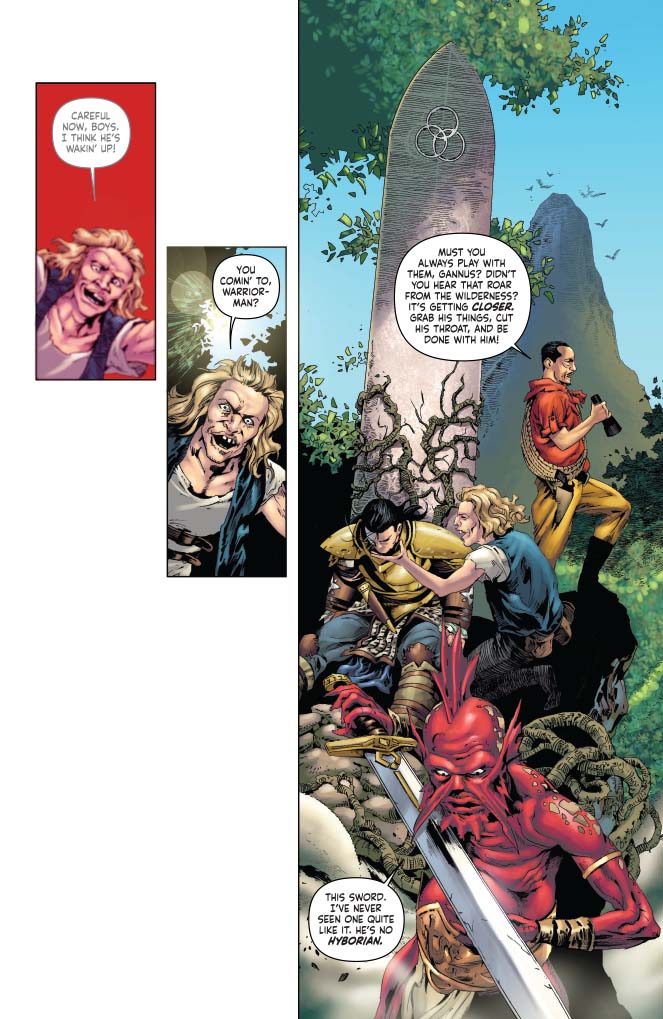 CAREFUL
NOW, BOYS.
I THINK HE'S
WAKIN' UP!
YOU
COMIN' TO,
WARRIOR-
MAN?
MUST YOU
ALWAYS PLAY WITH
THEM, GANNUS? DIDN'T
YOU HEAR THAT ROAR
FROM THE WILDERNESS?
IT'S GETTING CLOSER.
GRAB HIS THINGS, CUT
HIS THROAT, AND BE
DONE WITH HIM!
THIS SWORD.
I'VE NEVER
SEEN ONE QUITE
LIKE IT. HE'S NO
HYBORIAN.